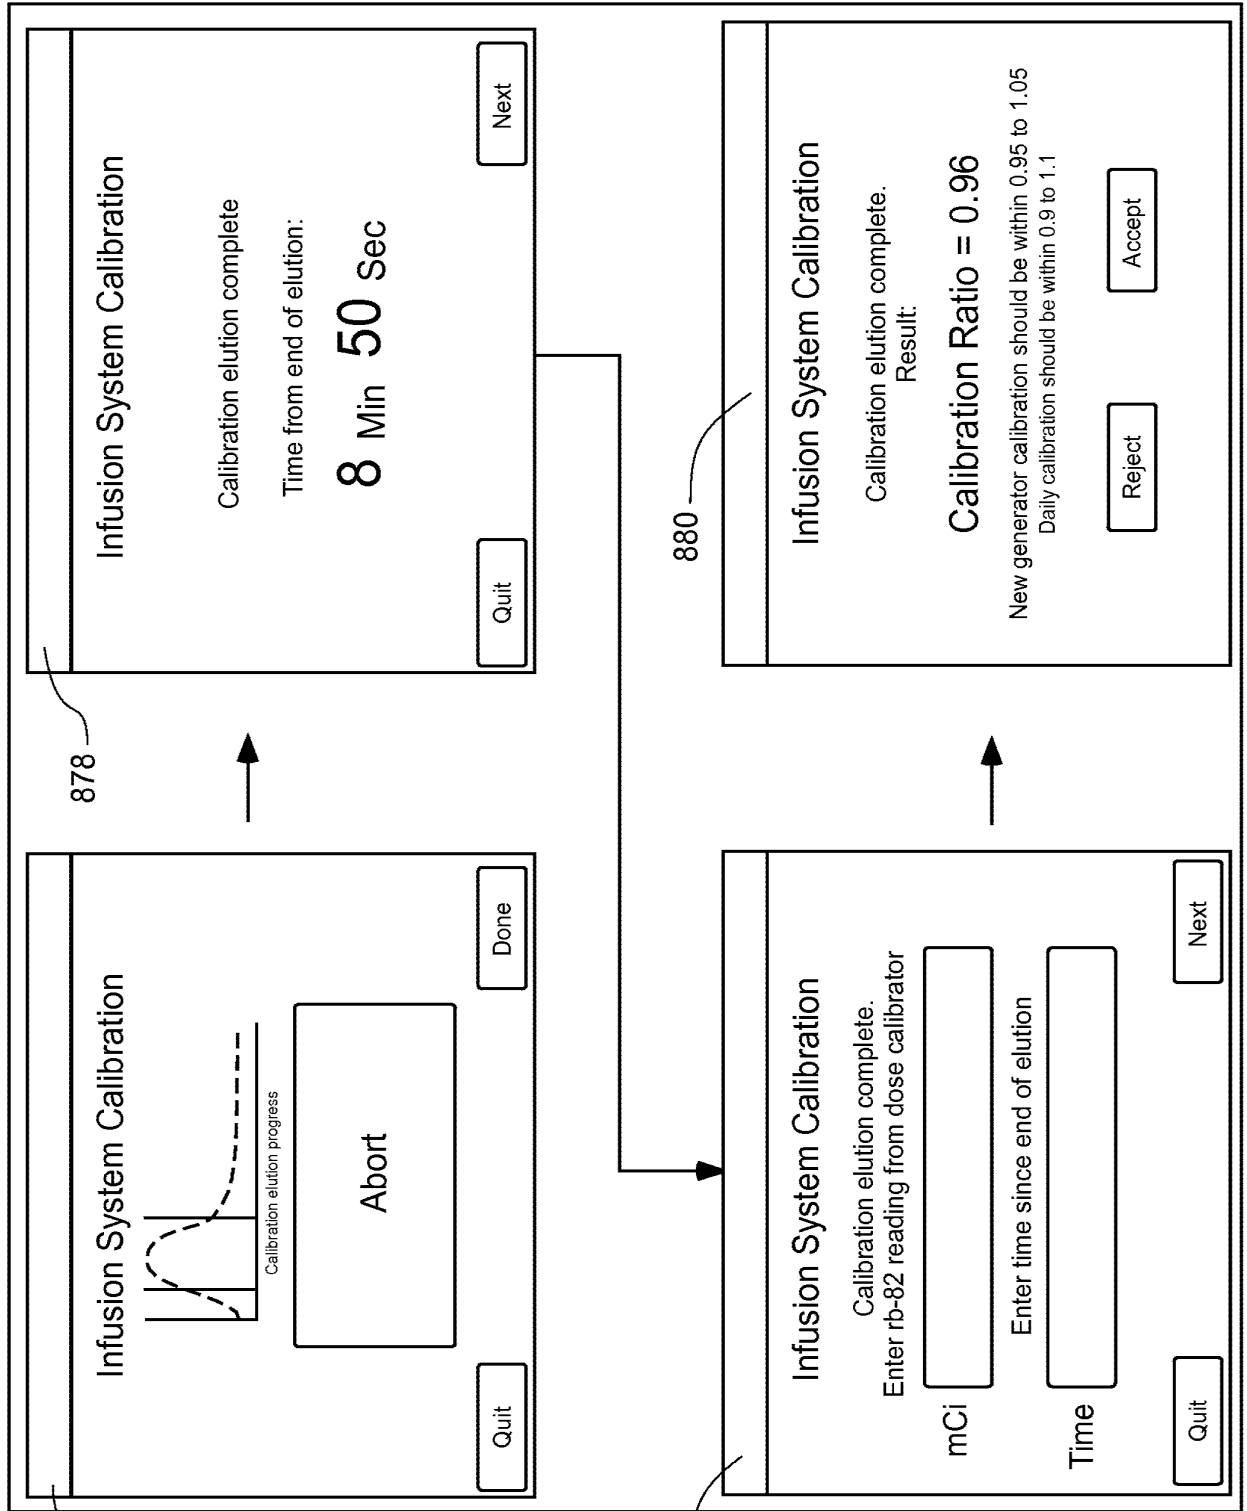 Infusion System Calibration
Calibration elution progress
Abort
Quit
Done
878
Infusion System Calibration
Calibration elution complete
Time from end of elution:
8 Min 50 Sec
Quit
Next
Infusion System Calibration
Calibration elution complete.
Enter rb-82 reading from dose calibrator
mCi
Enter time since end of elution
Time
Quit
Next
880
Infusion System Calibration
Calibration elution complete.
Result:
Calibration Ratio = 0.96
New generator calibration should be within 0.95 to 1.05
Daily calibration should be within 0.9 to 1.1
Reject
Accept